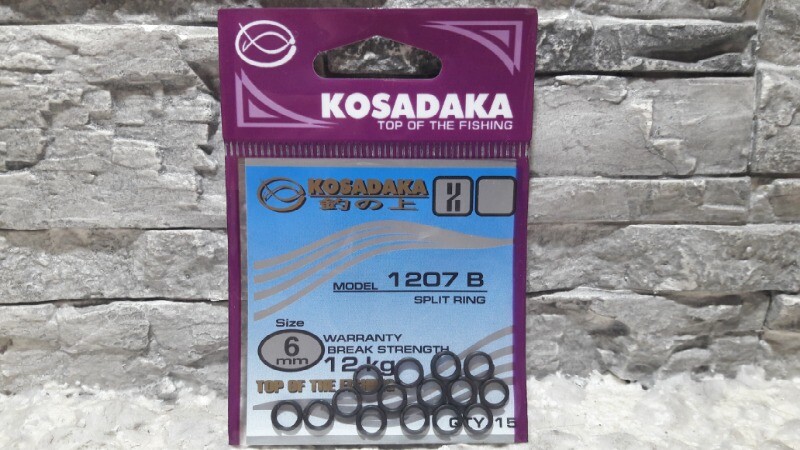 KOSADAKA
TOP OF THE FISHING
KOSADAKA
釣の上
MODEL 1207 B
SPLIT RING
Size
6
mm
WARRANTY
BREAK STRENGTH
12 kg
TOP OF THE
QTY 15